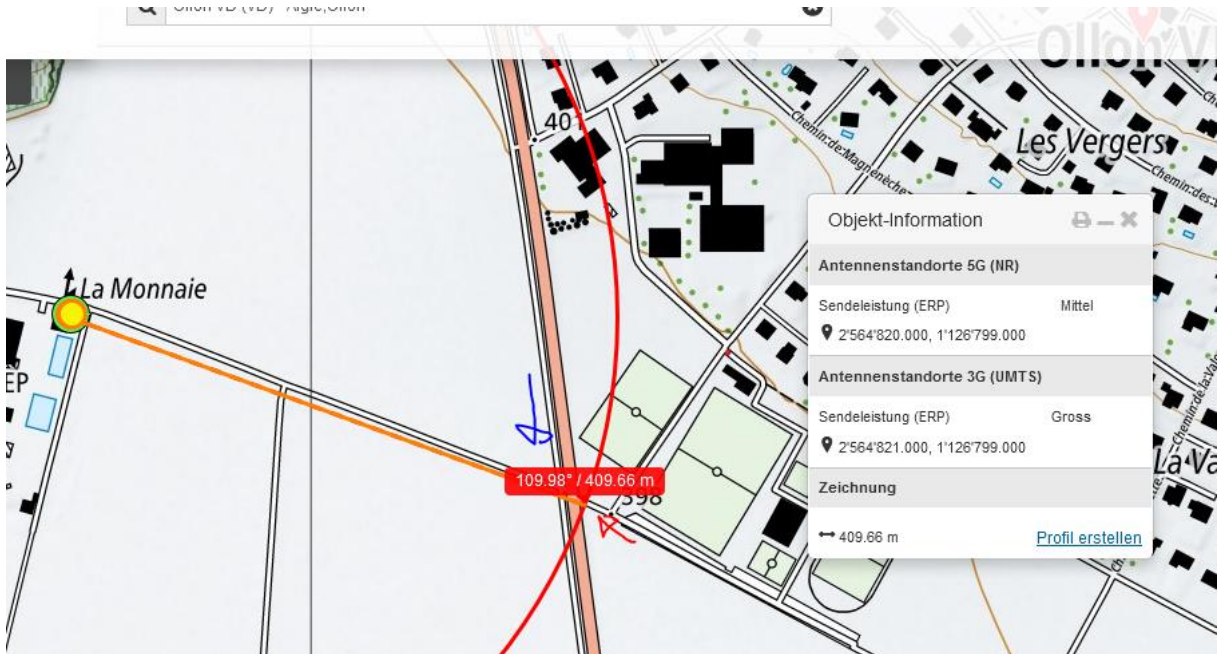 Ollon VD (VD) - Aigle,Ollon
Ollon V
40
Les Vergers
Chemin·de·Magnenèche
Chemin·des·
La Monnaie
EP
Objekt-Information
Antennenstandorte 5G (NR)
Sendeleistung (ERP) Mittel
2'564'820.000, 1'126'799.000
Antennenstandorte 3G (UMTS)
Sendeleistung (ERP) Gross
2'564'821.000, 1'126'799.000
Zeichnung
409.66 m Profil erstellen
109.98° / 409.66 m
398
La Va